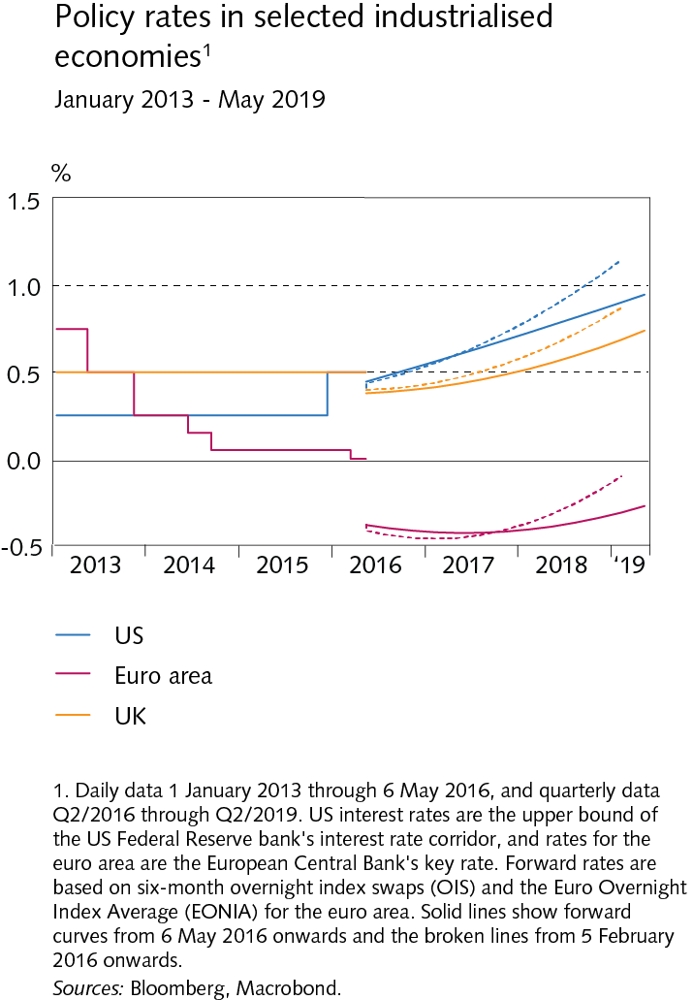 Policy rates in selected industrialised
economies¹
January 2013 - May 2019
%
1.5
1.0
0.5
0.0
-0.5
2013 2014 2015 2016 2017 2018 '19
US
Euro area
UK
1. Daily data 1 January 2013 through 6 May 2016, and quarterly data
Q2/2016 through Q2/2019. US interest rates are the upper bound of
the US Federal Reserve bank's interest rate corridor, and rates for the
euro area are the European Central Bank's key rate. Forward rates are
based on six-month overnight index swaps (OIS) and the Euro Overnight
Index Average (EONIA) for the euro area. Solid lines show forward
curves from 6 May 2016 onwards and the broken lines from 5 February
2016 onwards.
Sources: Bloomberg, Macrobond.